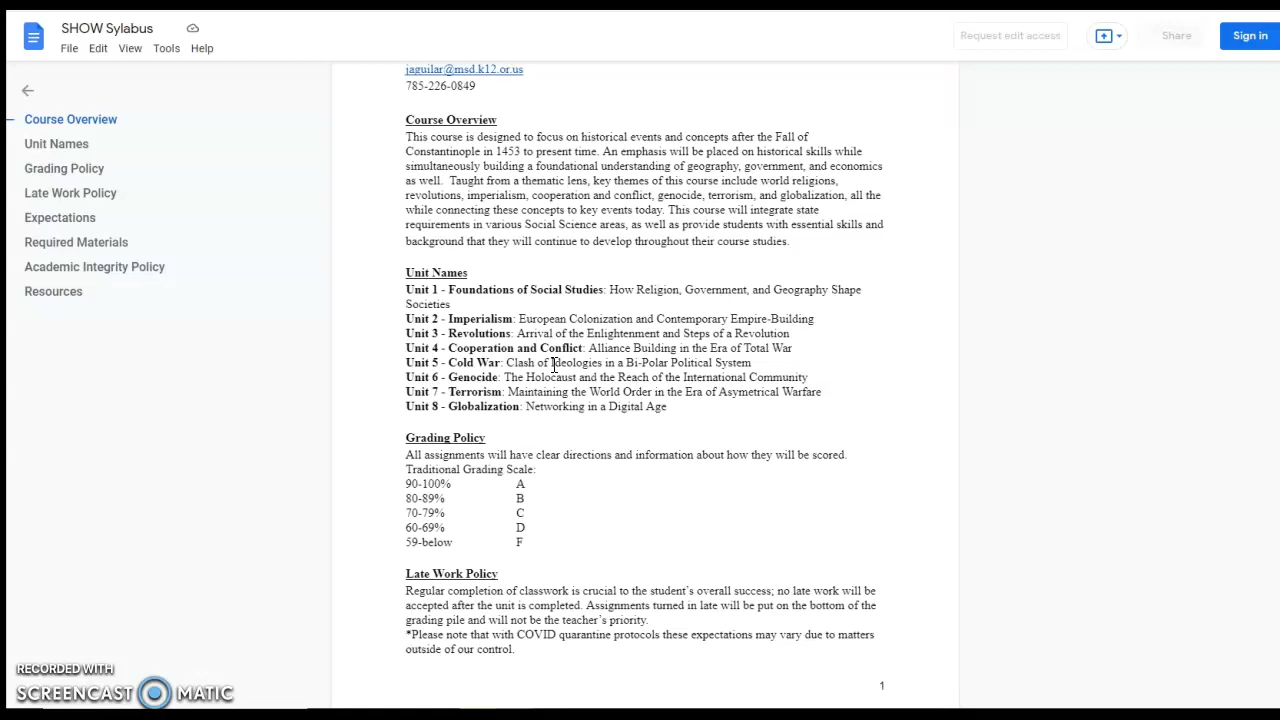 SHOW Sylabus
File Edit View Tools Help
Request edit access
Share
Sign in
Course Overview
Unit Names
Grading Policy
Late Work Policy
Expectations
Required Materials
Academic Integrity Policy
Resources
jaguilar@msd.k12.or.us
785-226-0849
Course Overview
This course is designed to focus on historical events and concepts after the Fall of
Constantinople in 1453 to present time. An emphasis will be placed on historical skills while
simultaneously building a foundational understanding of geography, government, and economics
as well. Taught from a thematic lens, key themes of this course include world religions,
revolutions, imperialism, cooperation and conflict, genocide, terrorism, and globalization, all the
while connecting these concepts to key events today. This course will integrate state
requirements in various Social Science areas, as well as provide students with essential skills and
background that they will continue to develop throughout their course studies.
Unit Names
Unit 1 - Foundations of Social Studies: How Religion, Government, and Geography Shape
Societies
Unit 2 - Imperialism: European Colonization and Contemporary Empire-Building
Unit 3 - Revolutions: Arrival of the Enlightenment and Steps of a Revolution
Unit 4 - Cooperation and Conflict: Alliance Building in the Era of Total War
Unit 5 - Cold War: Clash of Ideologies in a Bi-Polar Political System
Unit 6 - Genocide: The Holocaust and the Reach of the International Community
Unit 7 - Terrorism: Maintaining the World Order in the Era of Asymetrical Warfare
Unit 8 - Globalization: Networking in a Digital Age
Grading Policy
All assignments will have clear directions and information about how they will be scored.
Traditional Grading Scale:
90-100% A
80-89% B
70-79% C
60-69% D
59-below F
Late Work Policy
Regular completion of classwork is crucial to the student's overall success; no late work will be
accepted after the unit is completed. Assignments turned in late will be put on the bottom of the
grading pile and will not be the teacher's priority.
*Please note that with COVID quarantine protocols these expectations may vary due to matters
outside of our control.
1
RECORDED WITH
SCREENCAST MATIC